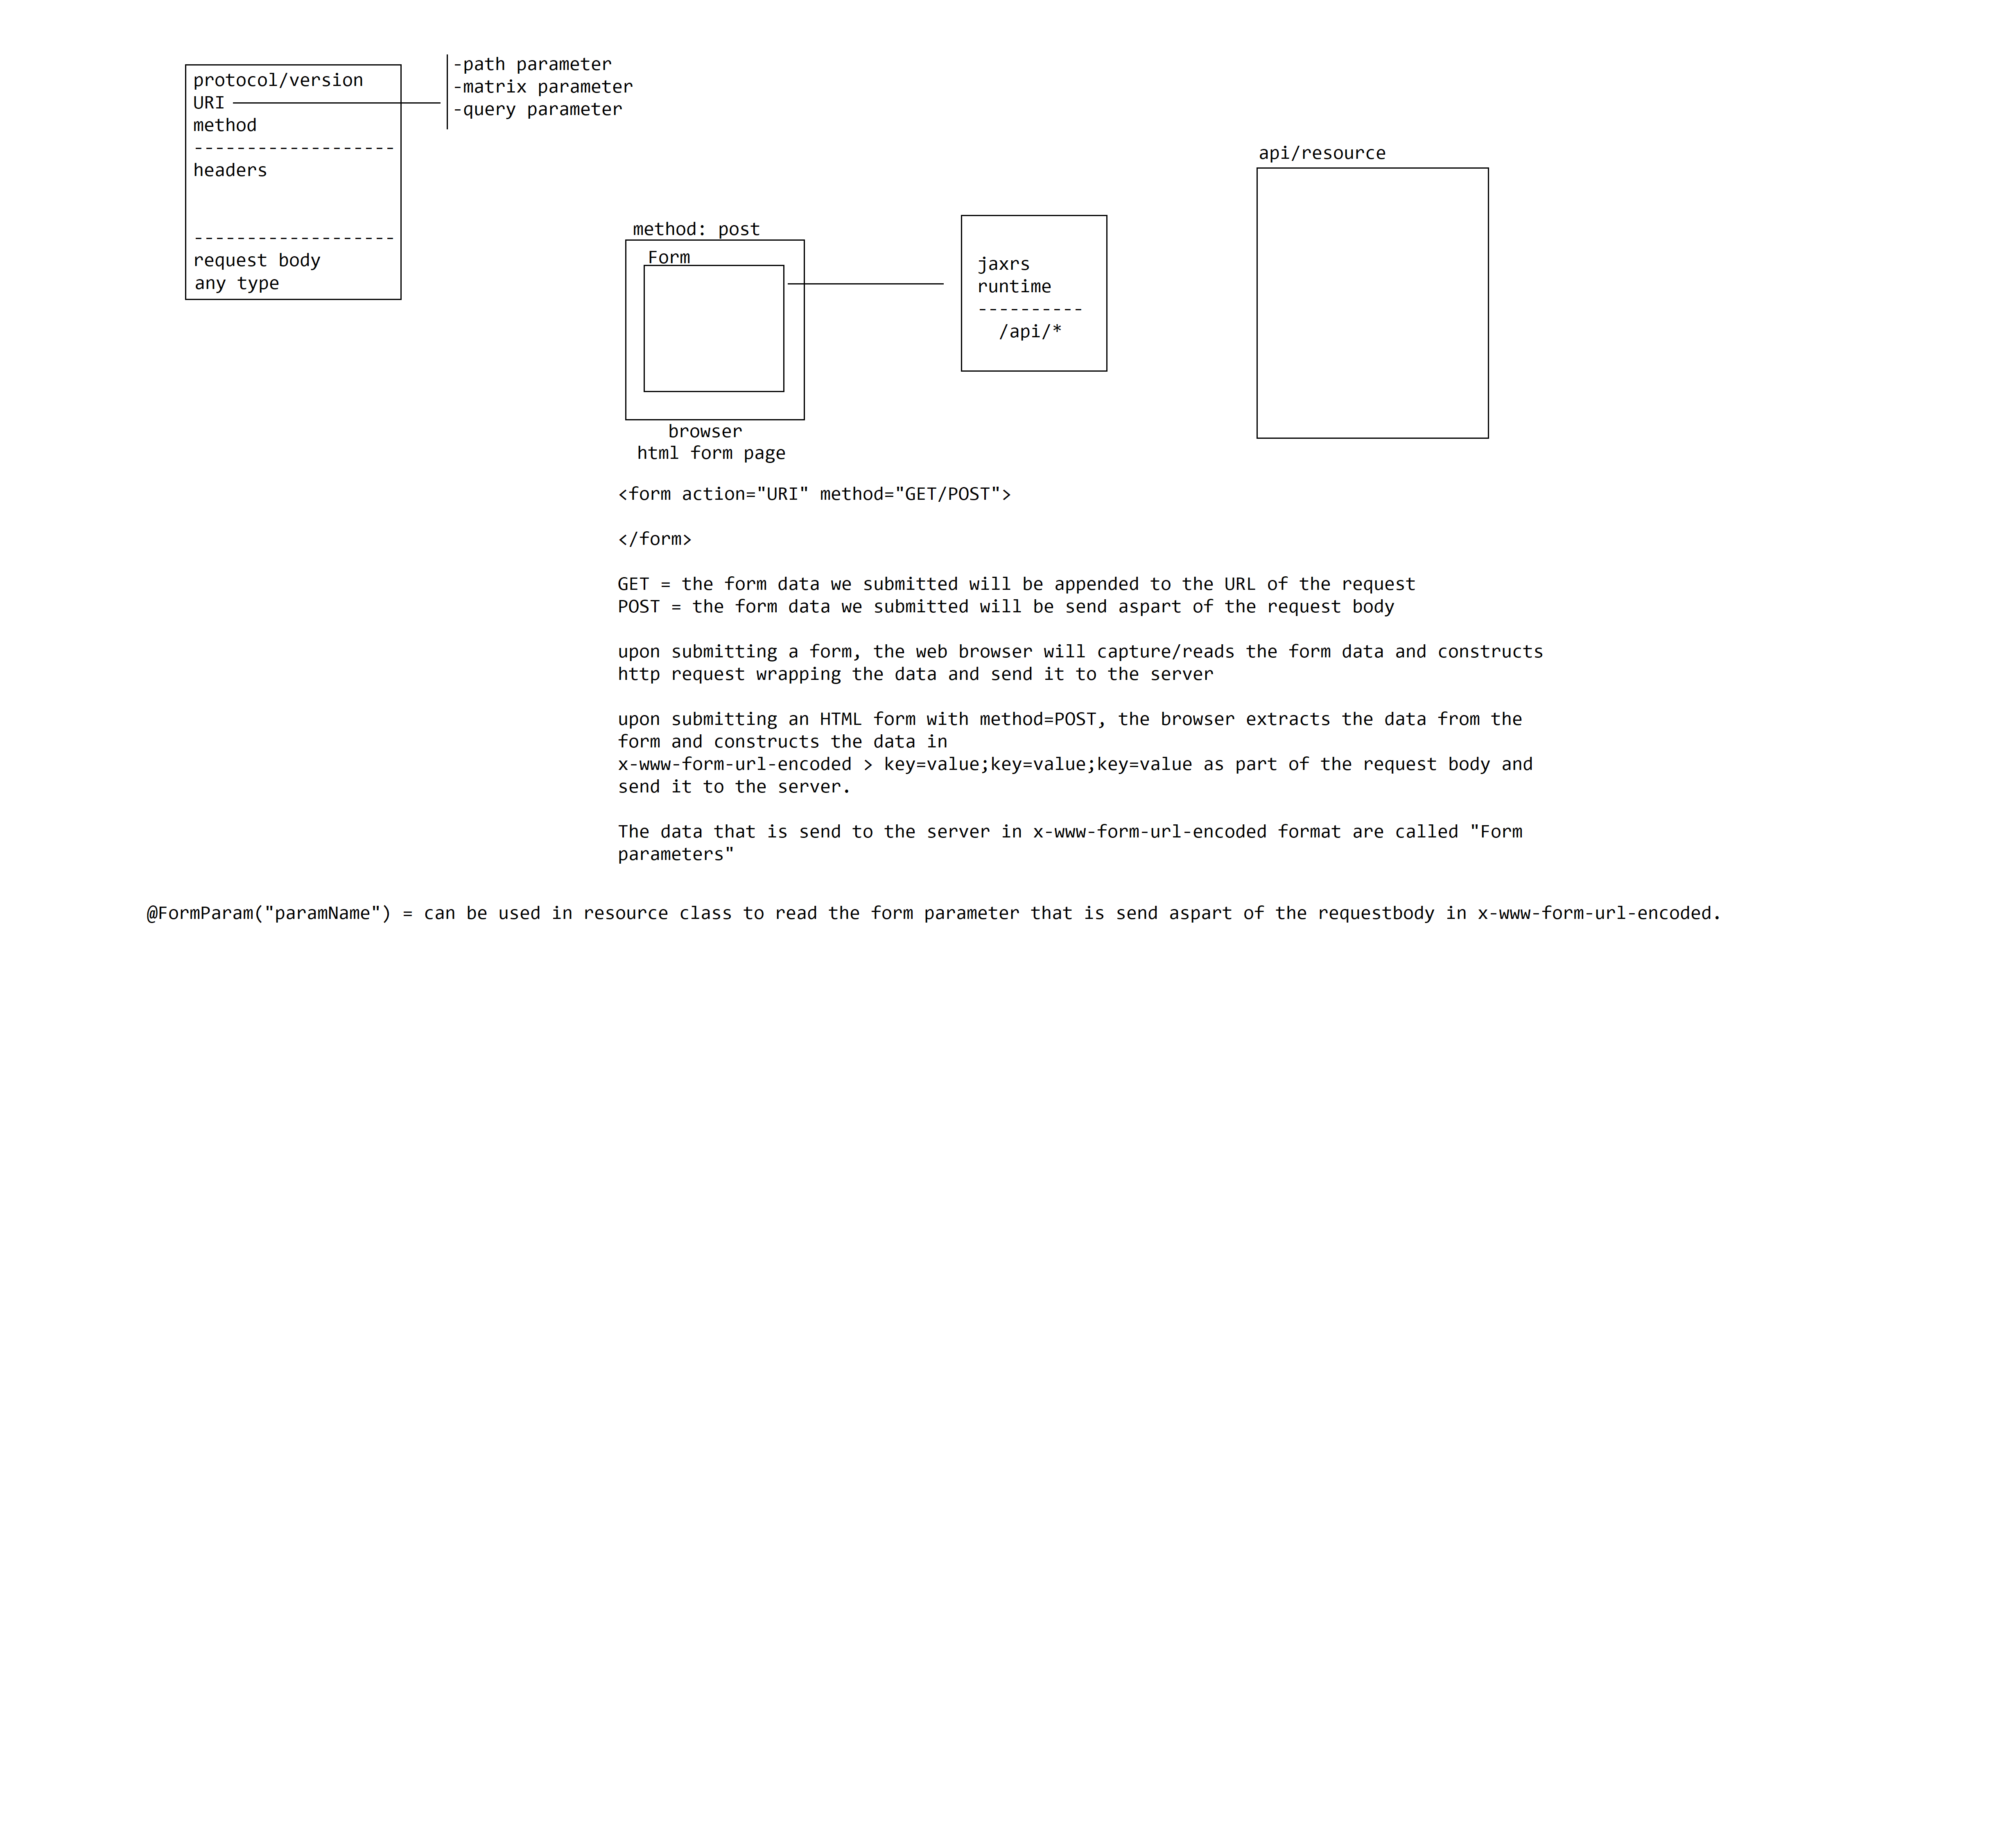 protocol/version
URI
method
-------------------
headers
-------------------
request body
any type
-path parameter
-matrix parameter
-query parameter
method: post
Form
browser
html form page
jaxrs
runtime
----------
/api/*
api/resource
<form action="URI" method="GET/POST">
</form>
GET = the form data we submitted will be appended to the URL of the request
POST = the form data we submitted will be send aspart of the request body
upon submitting a form, the web browser will capture/reads the form data and constructs
http request wrapping the data and send it to the server
upon submitting an HTML form with method=POST, the browser extracts the data from the
form and constructs the data in
x-www-form-url-encoded > key=value;key=value;key=value as part of the request body and
send it to the server.
The data that is send to the server in x-www-form-url-encoded format are called "Form
parameters"
@FormParam("paramName") = can be used in resource class to read the form parameter that is send aspart of the requestbody in x-www-form-url-encoded.